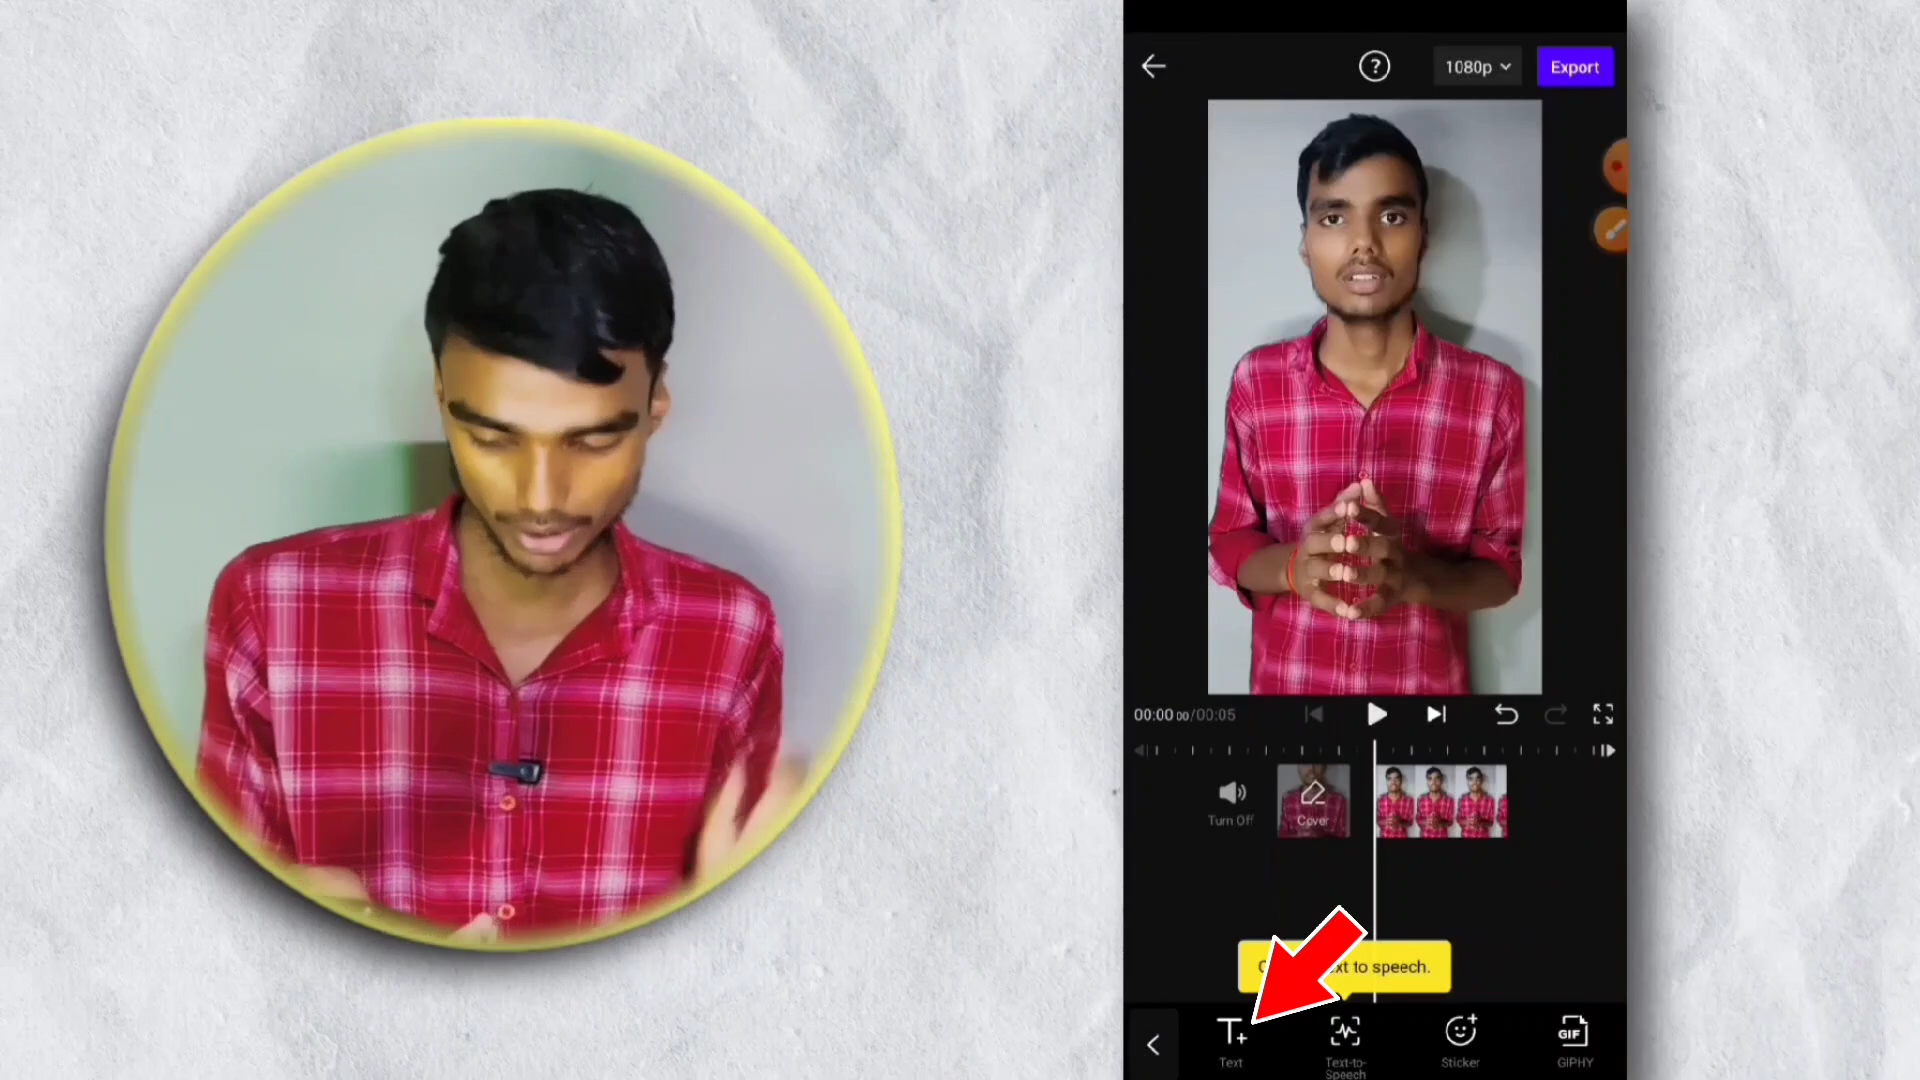 ?
1080p
Export
00:00 00/00:05
Turn Off
Cover
to speech.
T+
Text
Text-to-
Speech
Sticker
GIF
GIPHY